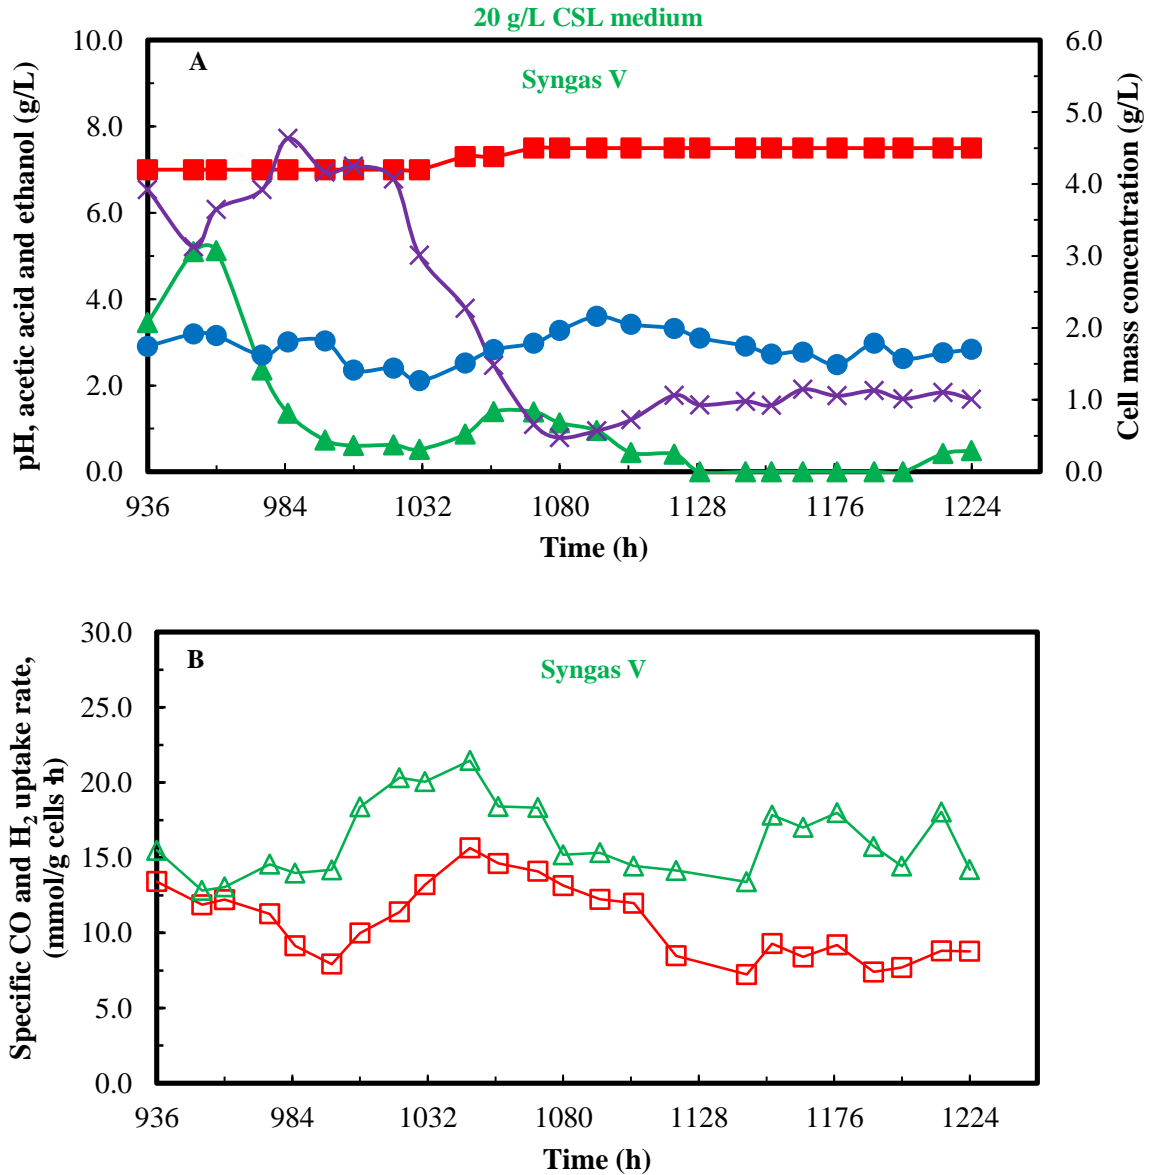 20 g/L CSL medium
A
Syngas V
pH, acetic acid and ethanol (g/L)
10.0
8.0
6.0
4.0
2.0
0.0
Cell mass concentration (g/L)
6.0
5.0
4.0
3.0
2.0
1.0
0.0
936 984 1032 1080 1128 1176 1224
Time (h)
B
Syngas V
Specific CO and H2 uptake rate,
(mmol/g cells·h)
30.0
25.0
20.0
15.0
10.0
5.0
0.0
936 984 1032 1080 1128 1176 1224
Time (h)